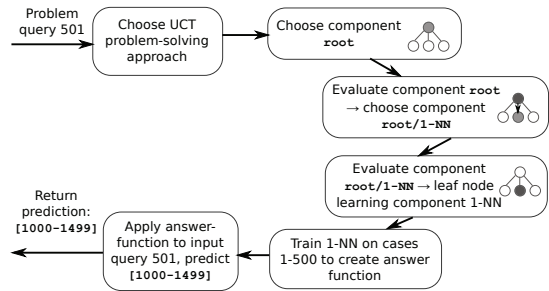 Problem
query 501
Choose UCT
problem-solving
approach
Choose component
root
Evaluate component root
→ choose component
root/1-NN
Evaluate component
root/1-NN → leaf node
learning component 1-NN
Train 1-NN on cases
1-500 to create answer
function
Apply answer-
function to input
query 501, predict
[1000-1499]
Return
prediction:
[1000-1499]